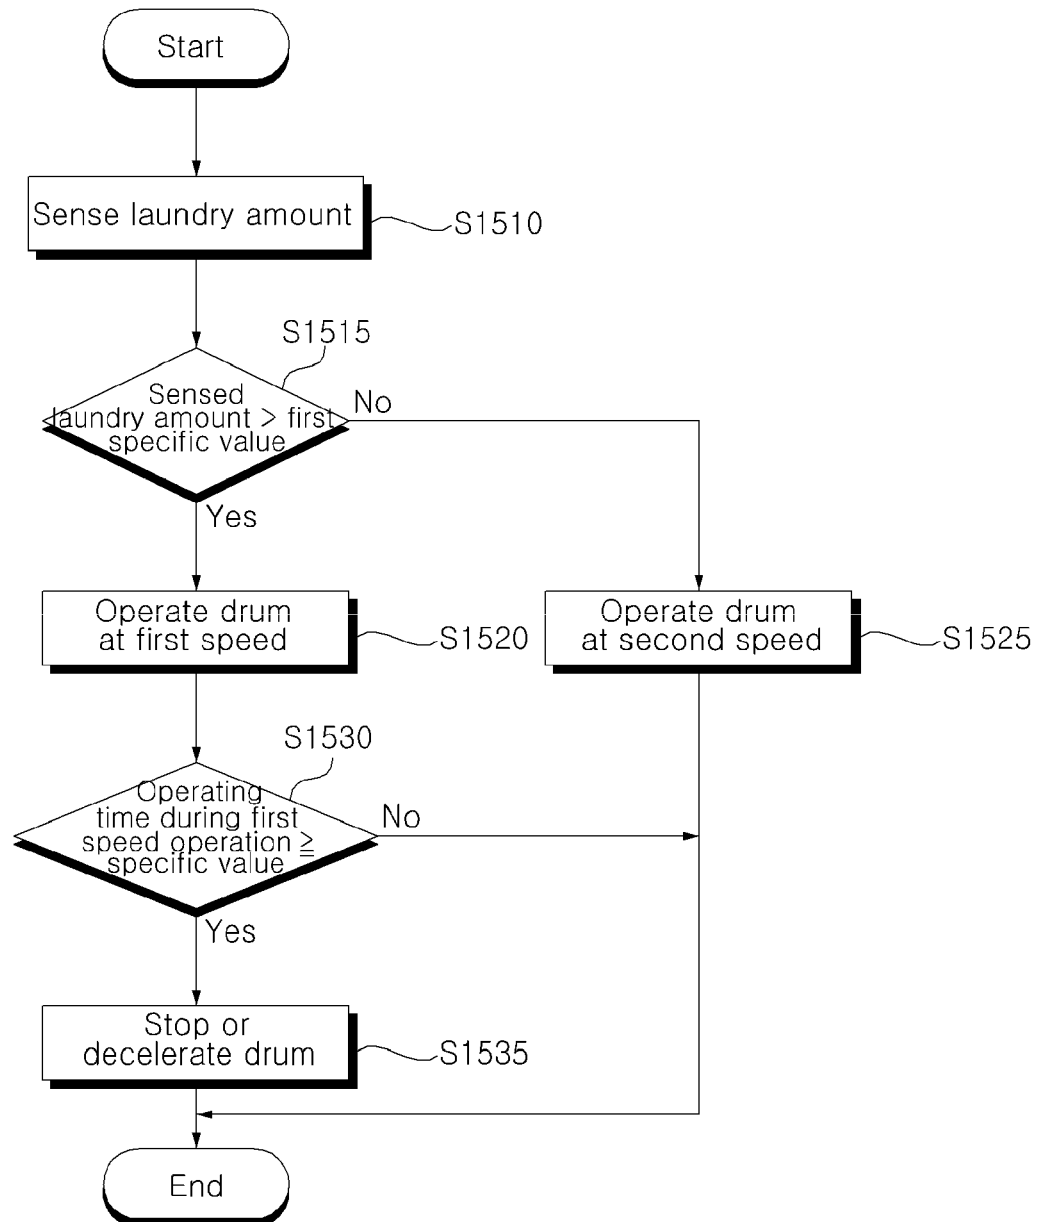 Start
Sense laundry amount
S1510
S1515
Sensed
laundry amount > first
specific value
No
Yes
Operate drum
at first speed
S1520
Operate drum
at second speed
S1525
S1530
Operating
time during first
speed operation ≧
specific value
No
Yes
Stop or
decelerate drum
S1535
End